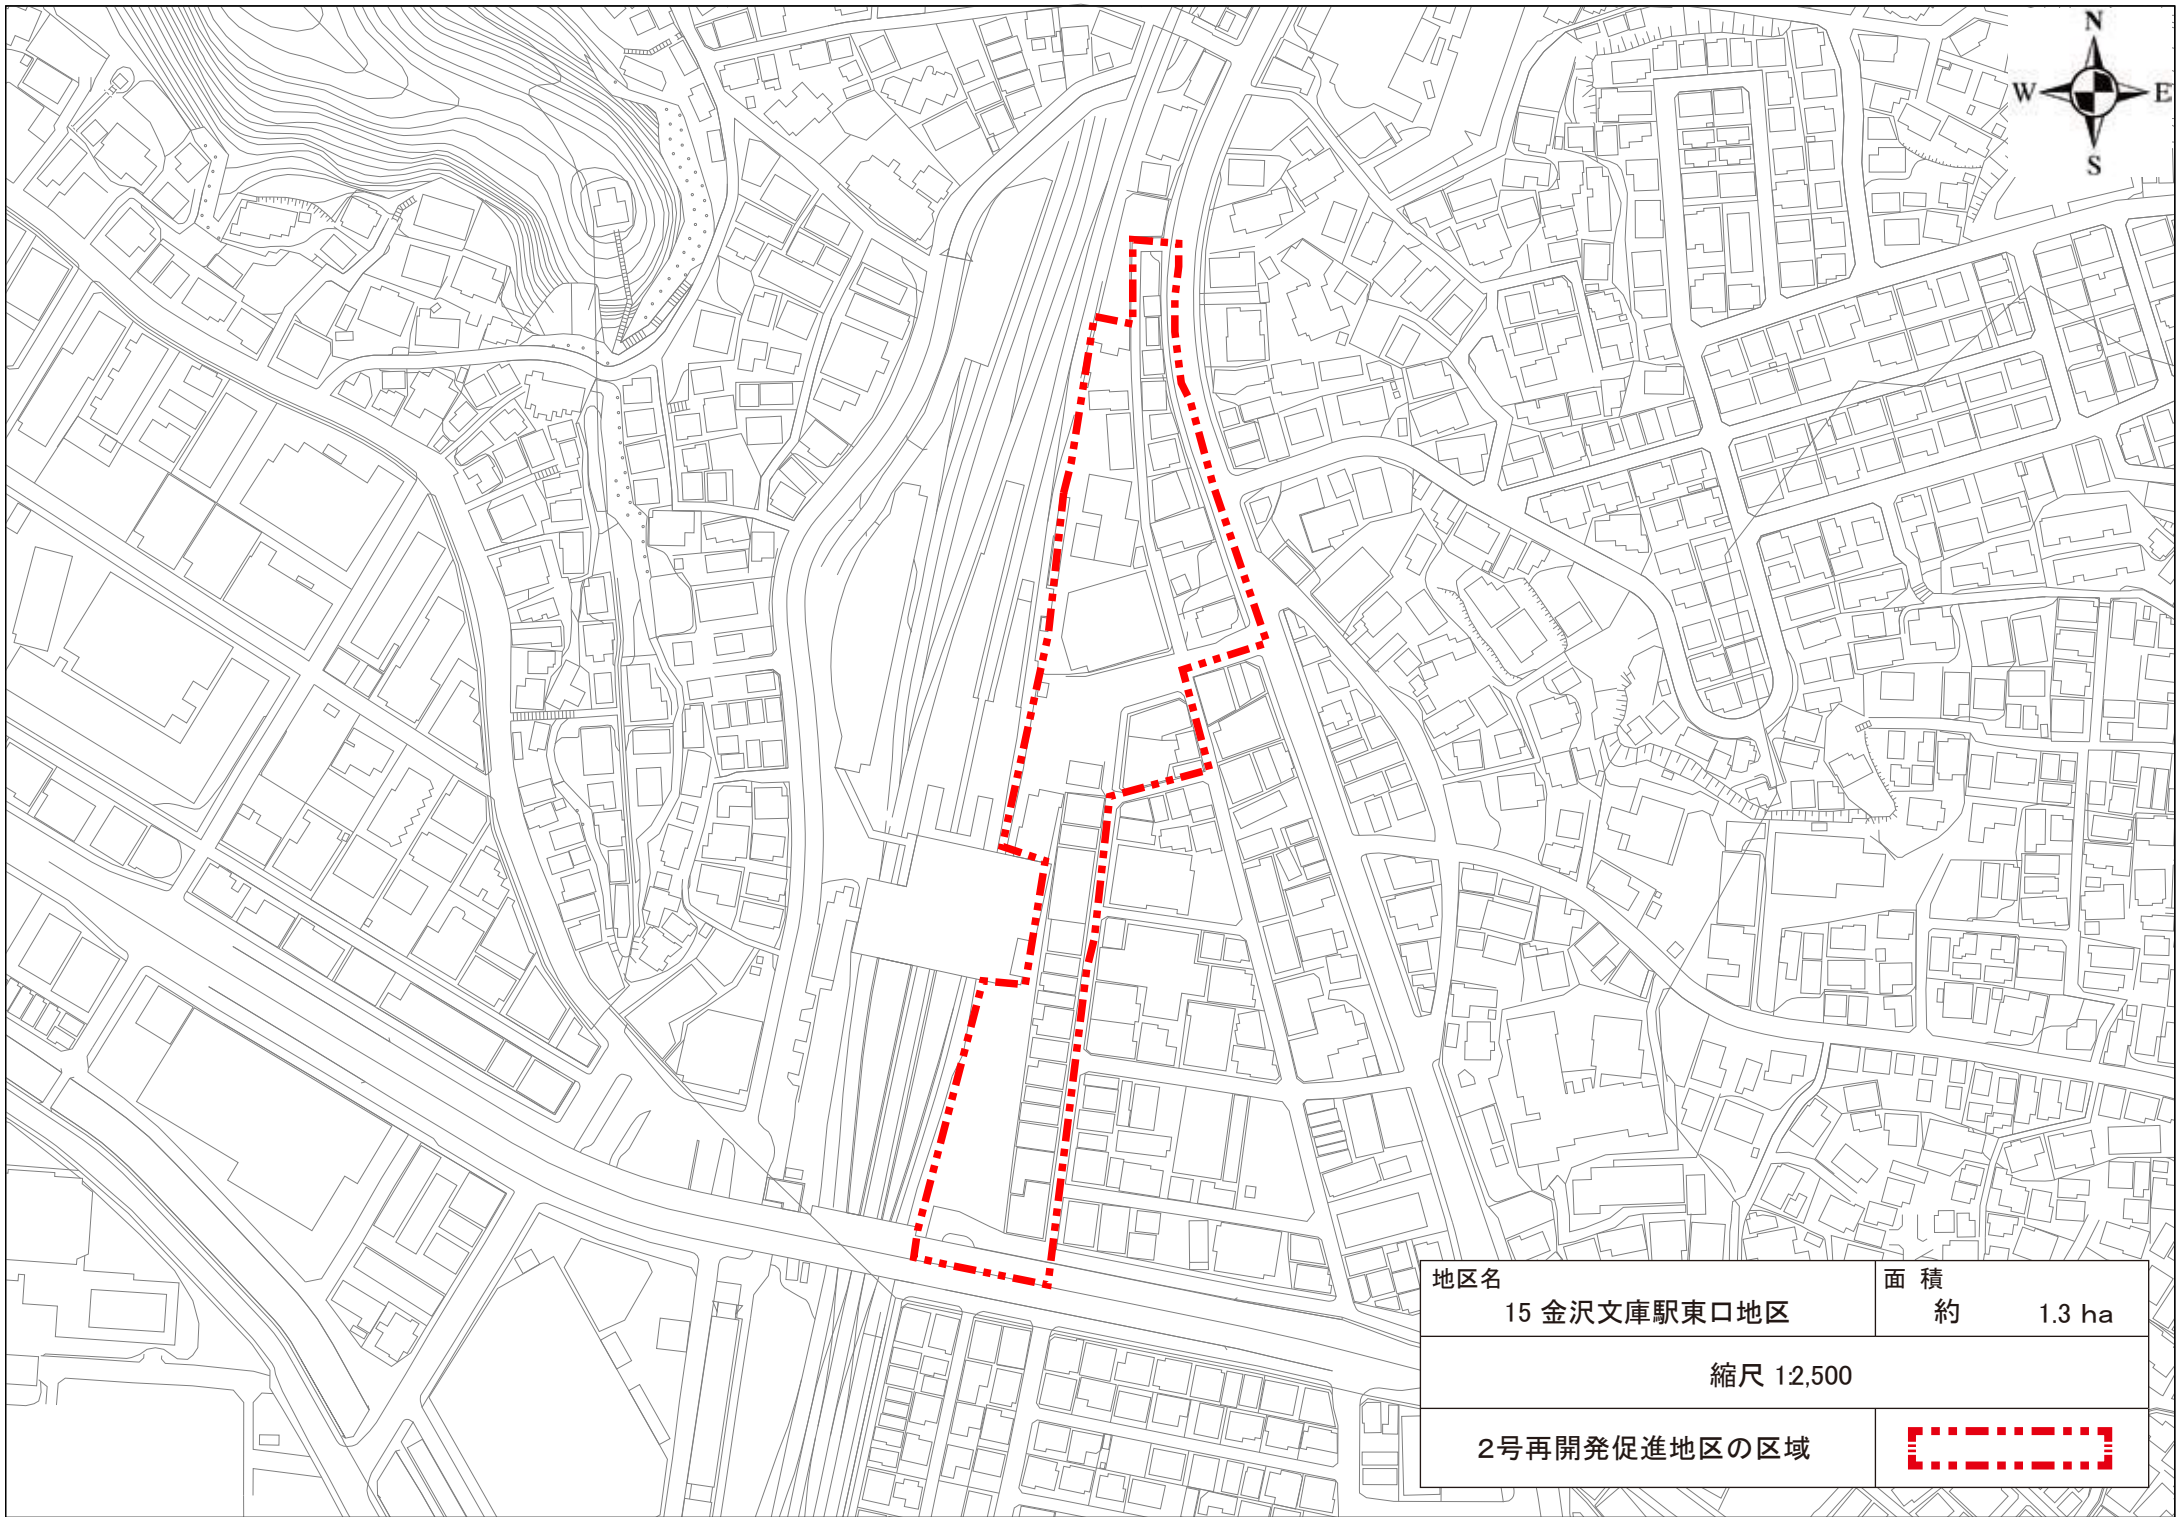 N
W E
S
地区名
15 金沢文庫駅東口地区
面 積
約 1.3 ha
縮尺 1:2,500
2号再開発促進地区の区域